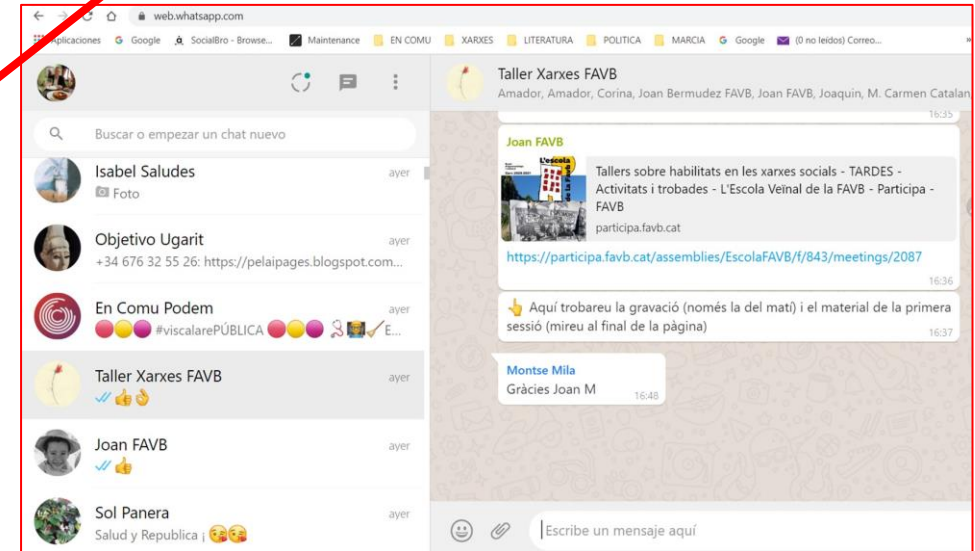 web.whatsapp.com
Aplicaciones Google SocialBro - Browse... Maintenance EN COMU XARXES LITERATURA POLITICA MARCIA Google (0 no leídos) Correo...
Buscar o empezar un chat nuevo
Isabel Saludes ayer
Foto
Objetivo Ugarit ayer
+34 676 32 55 26: https://pelaipages.blogspot.com...
En Comu Podem ayer
🔴🟡🟣 #viscalarePÚBLICA 🔴🟡🟣 E...
Taller Xarxes FAVB ayer
👍👌
Joan FAVB ayer
👍
Sol Panera ayer
Salud y Republica ¡ 😘😘
Taller Xarxes FAVB
Amador, Amador, Corina, Joan Bermudez FAVB, Joan FAVB, Joaquin, M. Carmen Catalan,
16:35
Joan FAVB
L'escola
de la Favb
Tallers sobre habilitats en les xarxes socials - TARDES -
Activitats i trobades - L'Escola Veïnal de la FAVB - Participa -
FAVB
participa.favb.cat
https://participa.favb.cat/assemblies/EscolaFAVB/f/843/meetings/2087
16:36
👆 Aquí trobareu la gravació (només la del matí) i el material de la primera
sessió (mireu al final de la pàgina) 16:37
Montse Mila
Gràcies Joan M 16:48
Escribe un mensaje aquí